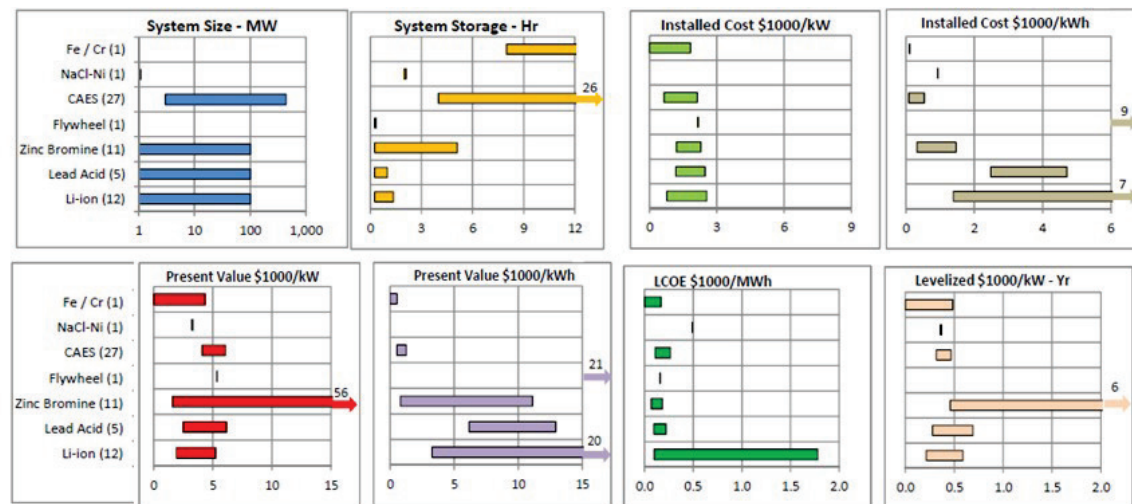 System Size - MW
Fe / Cr (1)
NaCl-Ni (1)
CAES (27)
Flywheel (1)
Zinc Bromine (11)
Lead Acid (5)
Li-ion (12)
1 10 100 1,000
System Storage - Hr
26
0 3 6 9 12
Installed Cost $1000/kW
0 3 6 9
Installed Cost $1000/kWh
9
7
0 2 4 6
Present Value $1000/kW
Fe / Cr (1)
NaCl-Ni (1)
CAES (27)
Flywheel (1)
Zinc Bromine (11)
Lead Acid (5)
Li-ion (12)
56
0 5 10 15
Present Value $1000/kWh
21
20
0 5 10 15
LCOE $1000/MWh
0.0 0.5 1.0 1.5 2.0
Levelized $1000/kW - Yr
6
0.0 0.5 1.0 1.5 2.0